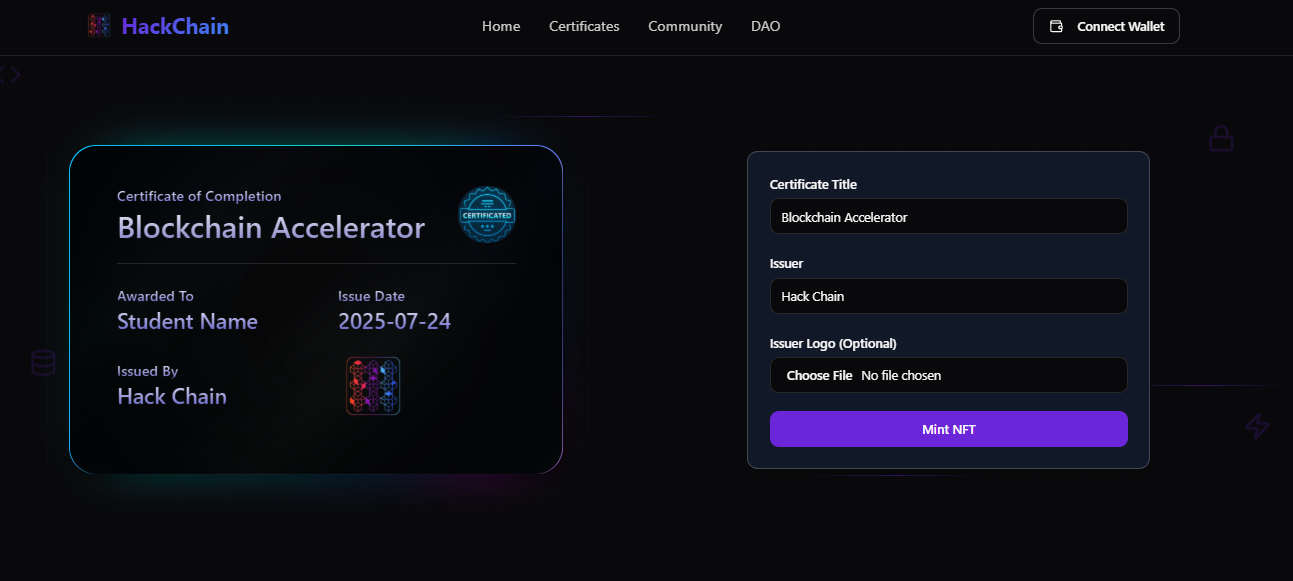 HackChain
Home
Certificates
Community
DAO
Connect Wallet
Certificate of Completion
Blockchain Accelerator
CERTIFICATED
Awarded To
Student Name
Issue Date
2025-07-24
Issued By
Hack Chain
Certificate Title
Blockchain Accelerator
Issuer
Hack Chain
Issuer Logo (Optional)
Choose File No file chosen
Mint NFT